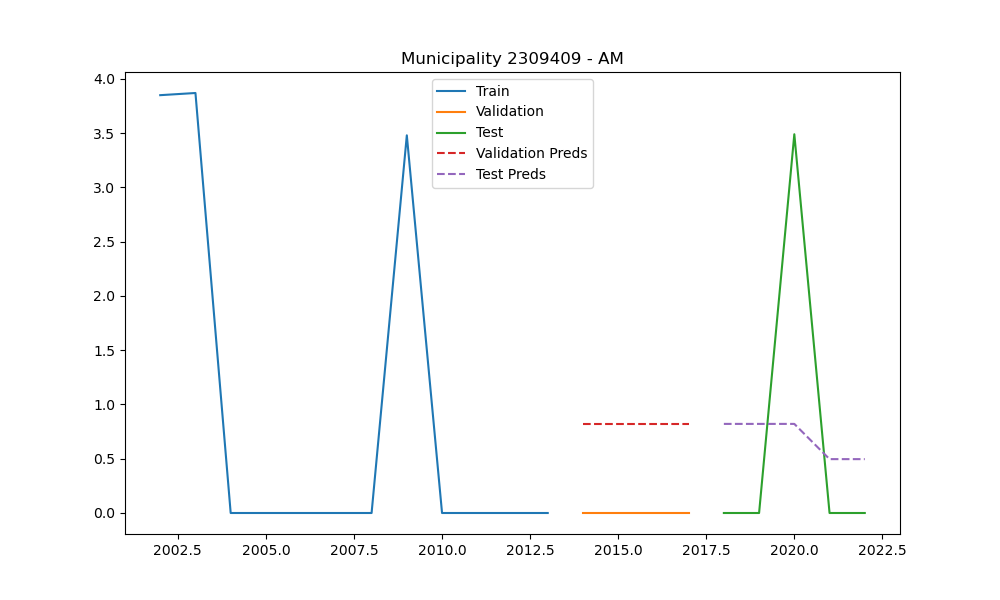 Municipality 2309409 - AM
Train
Validation
Test
Validation Preds
Test Preds
4.0
3.5
3.0
2.5
2.0
1.5
1.0
0.5
0.0
2002.5 2005.0 2007.5 2010.0 2012.5 2015.0 2017.5 2020.0 2022.5